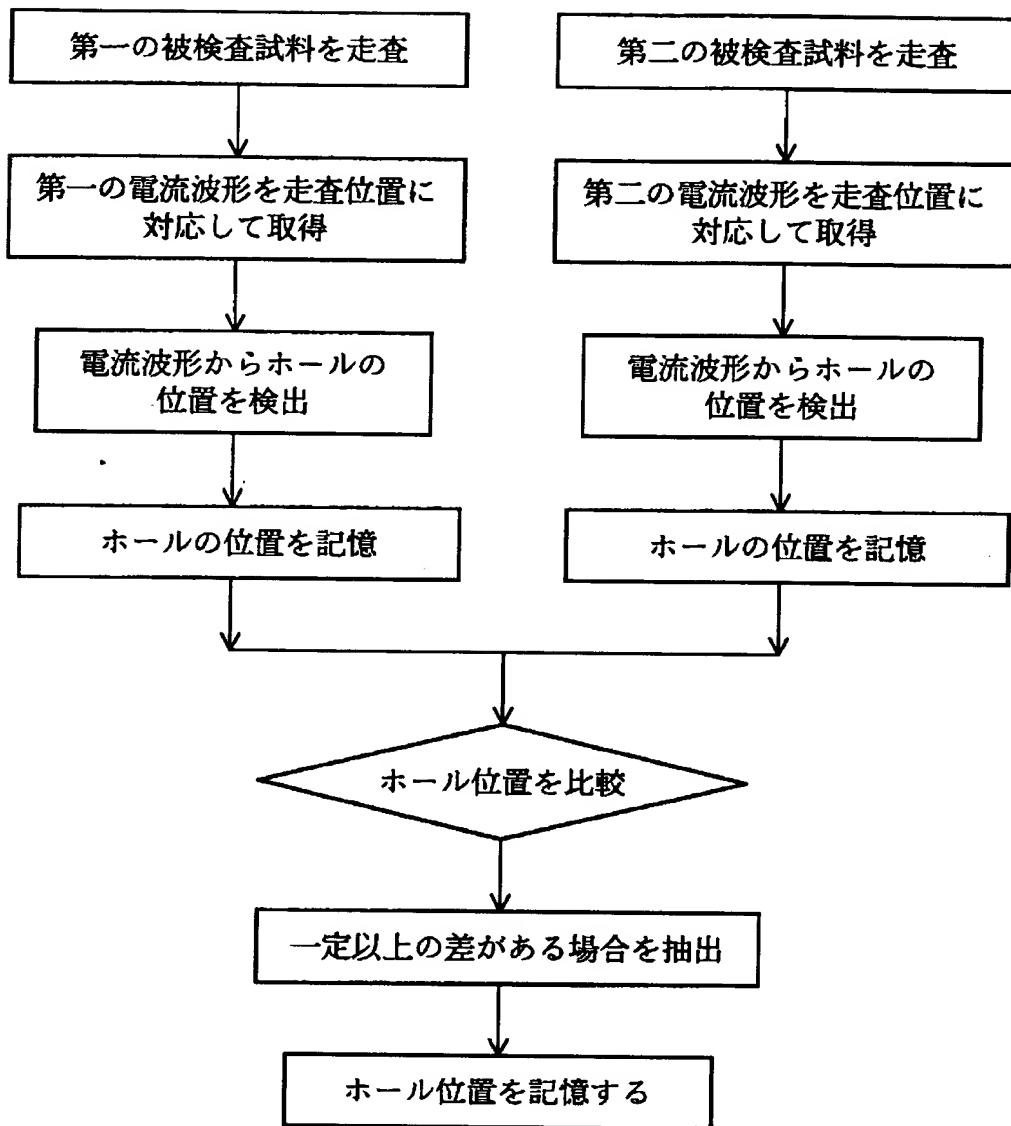 第一の被検査試料を走査
第一の電流波形を走査位置に
対応して取得
電流波形からホールの
位置を検出
ホールの位置を記憶
第二の被検査試料を走査
第二の電流波形を走査位置に
対応して取得
電流波形からホールの
位置を検出
ホールの位置を記憶
ホール位置を比較
一定以上の差がある場合を抽出
ホール位置を記憶する